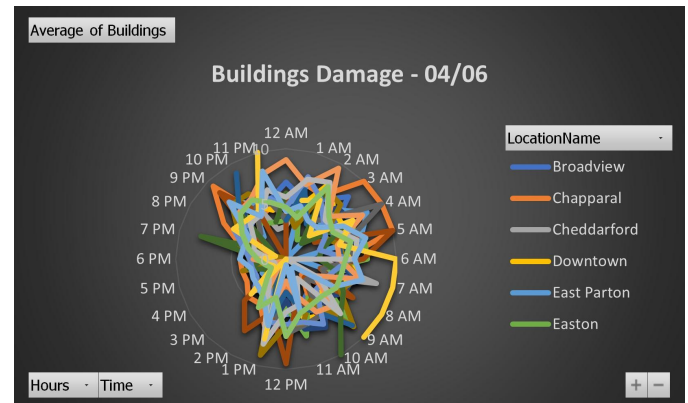 Average of Buildings
Buildings Damage - 04/06
12 AM
1 AM
2 AM
3 AM
4 AM
5 AM
6 AM
7 AM
8 AM
9 AM
10 AM
11 AM
12 PM
1 PM
2 PM
3 PM
4 PM
5 PM
6 PM
7 PM
8 PM
9 PM
10 PM
11 PM
10
LocationName
Broadview
Chapparal
Cheddarford
Downtown
East Parton
Easton
Hours
Time
+ −